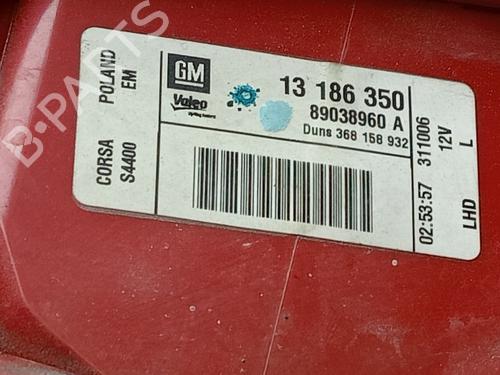 CORSA POLAND
S4400 EM
GM
Valeo
13 186 350
89038960 A
Duns 368 158 932
02:53:57 311006
12V
LHD L
B-PARTS